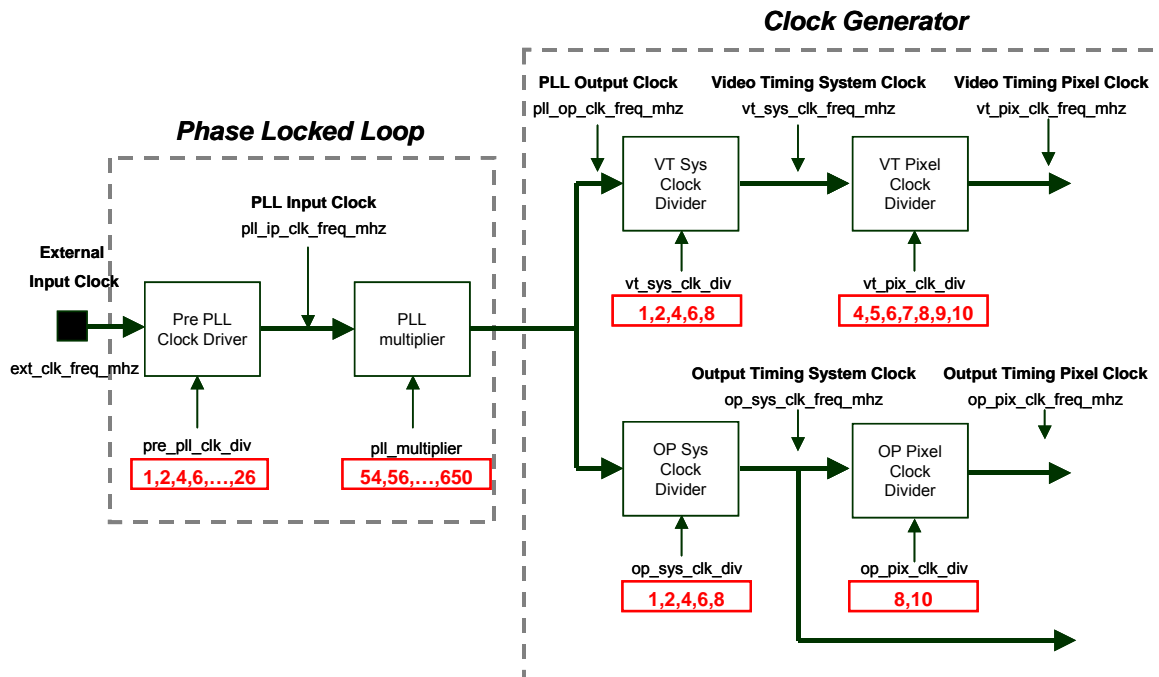 Clock Generator
PLL Output Clock
pll_op_clk_freq_mhz
Video Timing System Clock
vt_sys_clk_freq_mhz
Video Timing Pixel Clock
vt_pix_clk_freq_mhz
Phase Locked Loop
VT Sys
Clock
Divider
VT Pixel
Clock
Divider
PLL Input Clock
pll_ip_clk_freq_mhz
External
Input Clock
vt_sys_clk_div
1,2,4,6,8
vt_pix_clk_div
4,5,6,7,8,9,10
Pre PLL
Clock Driver
PLL
multiplier
ext_clk_freq_mhz
Output Timing System Clock
op_sys_clk_freq_mhz
Output Timing Pixel Clock
op_pix_clk_freq_mhz
pre_pll_clk_div
1,2,4,6,...,26
pll_multiplier
54,56,...,650
OP Sys
Clock
Divider
OP Pixel
Clock
Divider
op_sys_clk_div
1,2,4,6,8
op_pix_clk_div
8,10